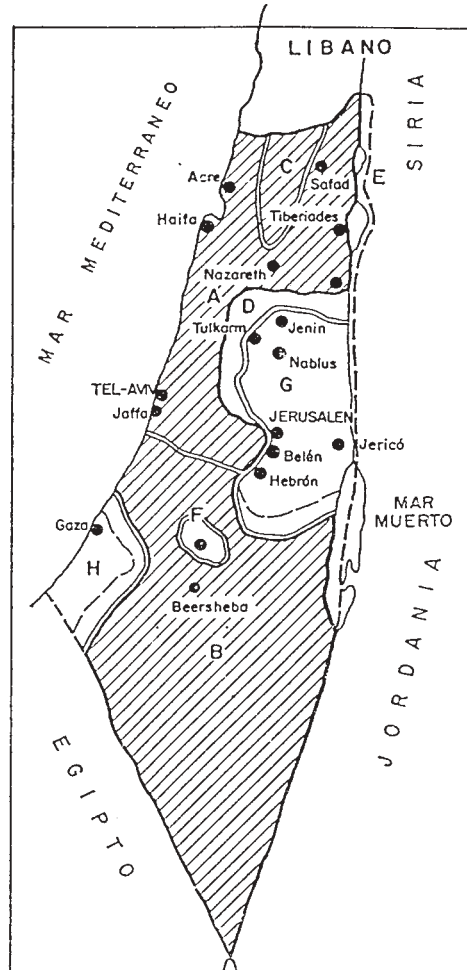 LIBANO
MAR MEDITERRANEO
SIRIA
C
Safad
E
Acre
Haifa
Tiberiades
Nazareth
A
D
Tulkarm
Jenin
Nablus
G
TEL-AVIV
Jaffa
JERUSALEN
Belén
Jericó
Hebrón
MAR
MUERTO
Gaza
F
H
Beersheba
B
JORDANIA
EGIPTO